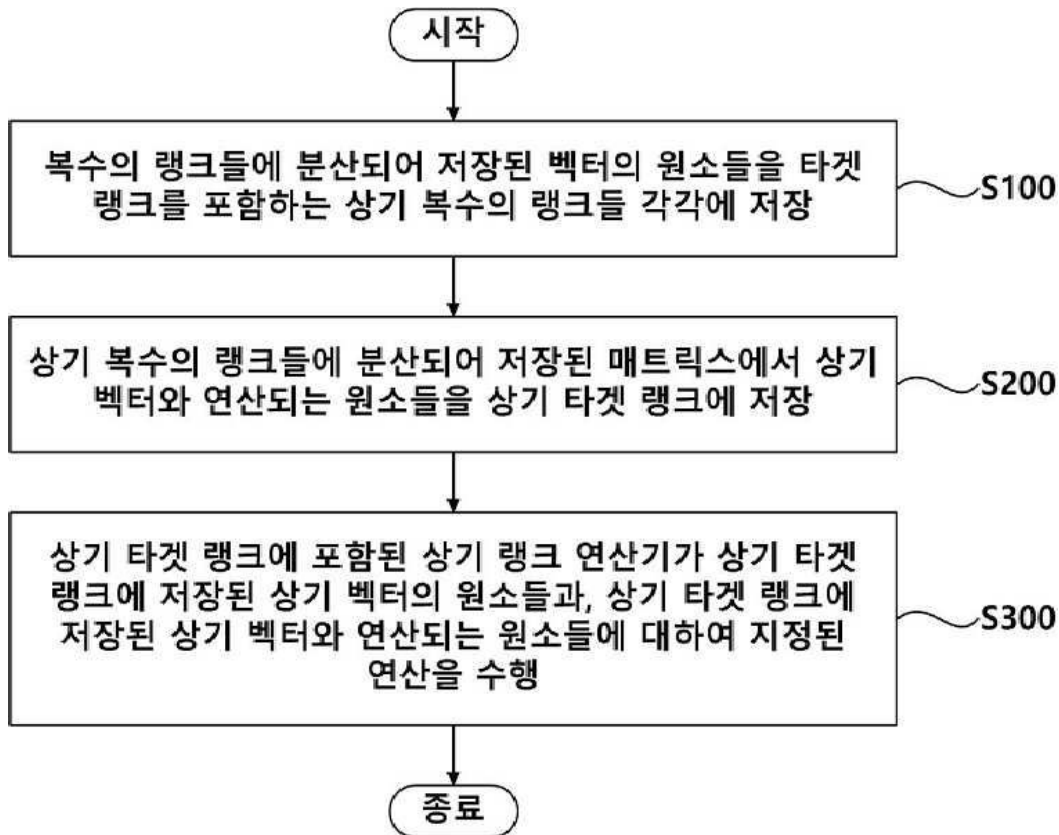 시작
복수의 랭크들에 분산되어 저장된 벡터의 원소들을 타겟
랭크를 포함하는 상기 복수의 랭크들 각각에 저장
S100
상기 복수의 랭크들에 분산되어 저장된 매트릭스에서 상기
벡터와 연산되는 원소들을 상기 타겟 랭크에 저장
S200
상기 타겟 랭크에 포함된 상기 랭크 연산기가 상기 타겟
랭크에 저장된 상기 벡터의 원소들과, 상기 타겟 랭크에
저장된 상기 벡터와 연산되는 원소들에 대하여 지정된
연산을 수행
S300
종료